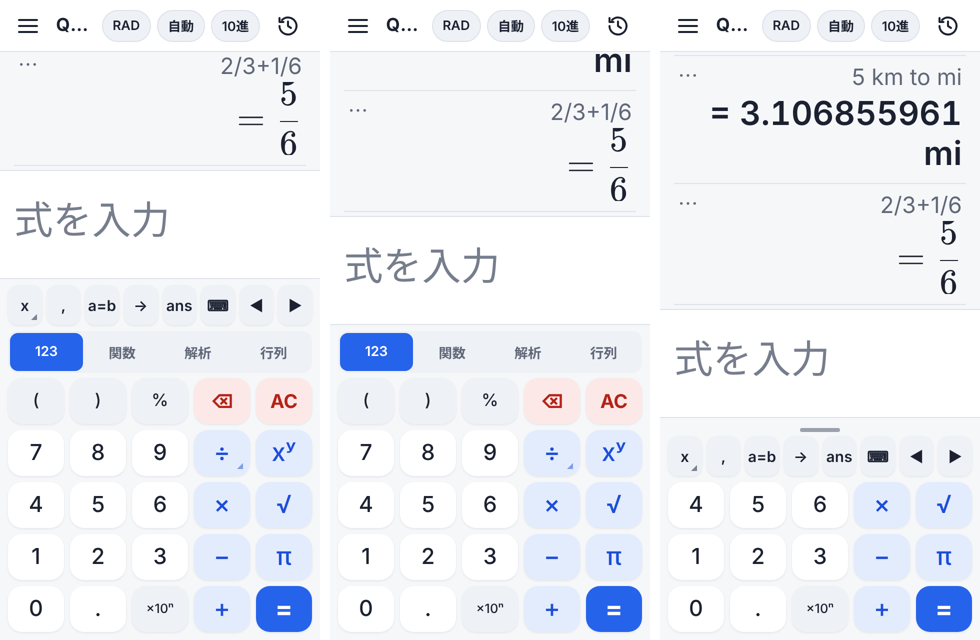 Q...
RAD
自動
10進
...
2/3+1/6
= 5/6
式を入力
x
,
a=b
→
ans
⌨
◀
▶
123
関数
解析
行列
(
)
%
⌫
AC
7
8
9
÷
xʸ
4
5
6
×
√
1
2
3
−
π
0
.
×10ⁿ
+
=
Q...
RAD
自動
10進
mi
...
2/3+1/6
= 5/6
式を入力
123
関数
解析
行列
(
)
%
⌫
AC
7
8
9
÷
xʸ
4
5
6
×
√
1
2
3
−
π
0
.
×10ⁿ
+
=
Q...
RAD
自動
10進
...
5 km to mi
= 3.106855961
mi
...
2/3+1/6
= 5/6
式を入力
x
,
a=b
→
ans
⌨
◀
▶
4
5
6
×
√
1
2
3
−
π
0
.
×10ⁿ
+
=